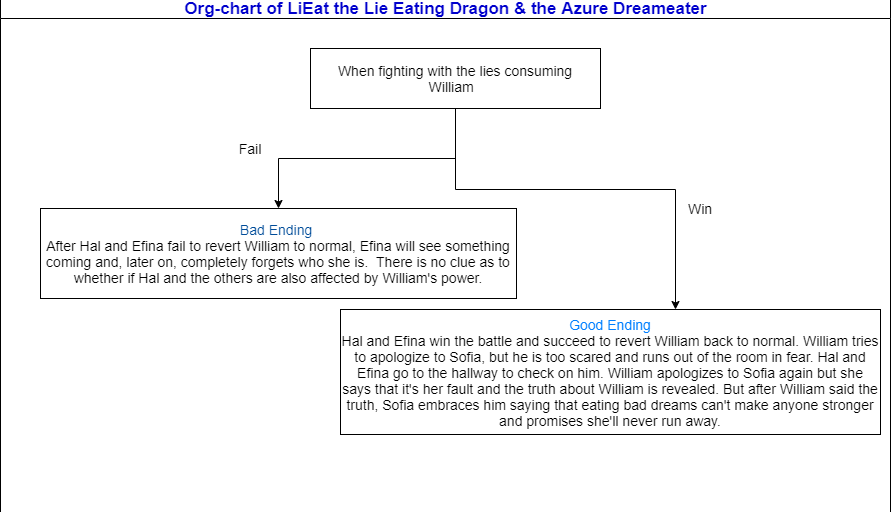 Org-chart of LiEat the Lie Eating Dragon & the Azure Dreameater
When fighting with the lies consuming
William
Fail
Win
Bad Ending
After Hal and Efina fail to revert William to normal, Efina will see something
coming and, later on, completely forgets who she is.  There is no clue as to
whether if Hal and the others are also affected by William's power.
Good Ending
Hal and Efina win the battle and succeed to revert William back to normal. William tries
to apologize to Sofia, but he is too scared and runs out of the room in fear. Hal and
Efina go to the hallway to check on him. William apologizes to Sofia again but she
says that it's her fault and the truth about William is revealed. But after William said the
truth, Sofia embraces him saying that eating bad dreams can't make anyone stronger
and promises she'll never run away.